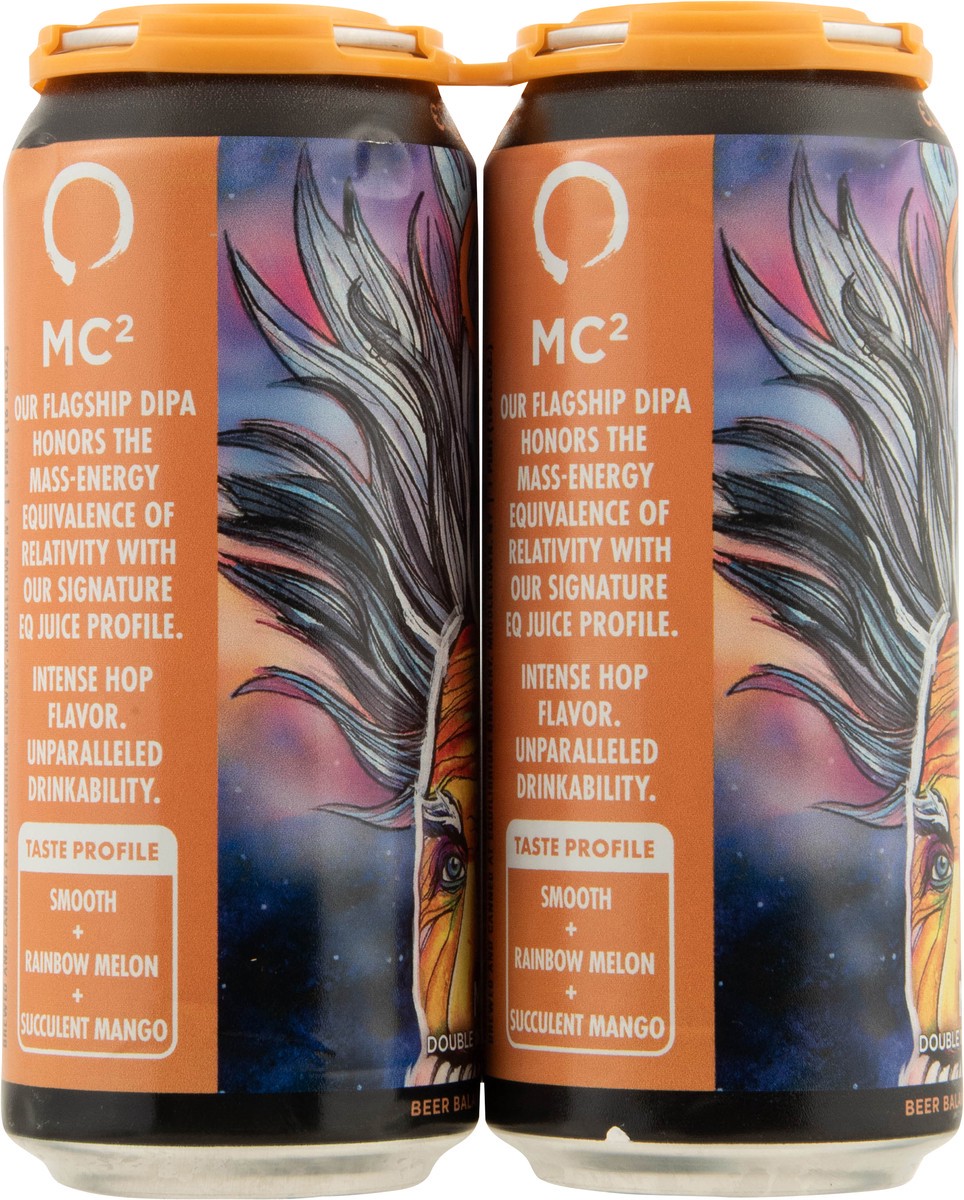 MC²
OUR FLAGSHIP DIPA
HONORS THE
MASS-ENERGY
EQUIVALENCE OF
RELATIVITY WITH
OUR SIGNATURE
EQ JUICE PROFILE.
INTENSE HOP
FLAVOR.
UNPARALLELED
DRINKABILITY.
TASTE PROFILE
SMOOTH
+
RAINBOW MELON
+
SUCCULENT MANGO
DOUBLE
BEER
MC²
OUR FLAGSHIP DIPA
HONORS THE
MASS-ENERGY
EQUIVALENCE OF
RELATIVITY WITH
OUR SIGNATURE
EQ JUICE PROFILE.
INTENSE HOP
FLAVOR.
UNPARALLELED
DRINKABILITY.
TASTE PROFILE
SMOOTH
+
RAINBOW MELON
+
SUCCULENT MANGO
DOUBLE
BEER